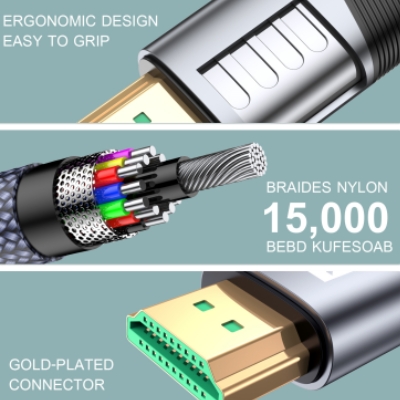 ERGONOMIC DESIGN
EASY TO GRIP
BRAIDES NYLON
15,000
BEBD KUFESOAB
GOLD-PLATED
CONNECTOR